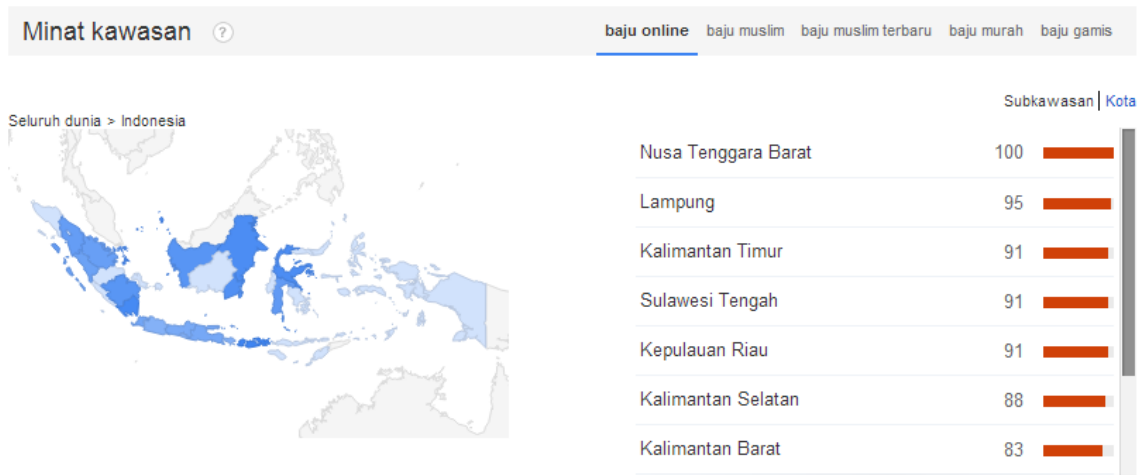 Minat kawasan ?
baju online baju muslim baju muslim terbaru baju murah baju gamis
Subkawasan | Kota
Seluruh dunia > Indonesia
Nusa Tenggara Barat 100
Lampung 95
Kalimantan Timur 91
Sulawesi Tengah 91
Kepulauan Riau 91
Kalimantan Selatan 88
Kalimantan Barat 83